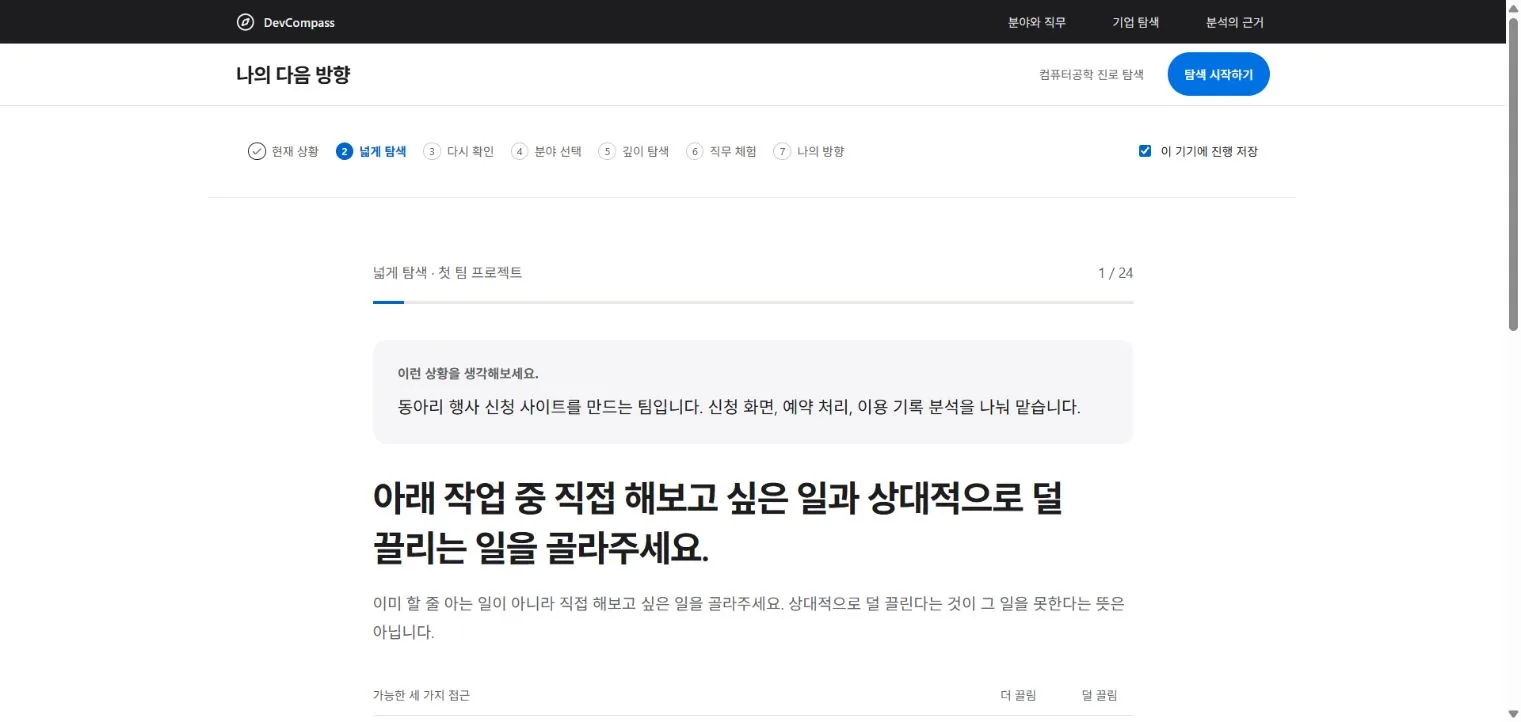 DevCompass 분야와 직무 기업 탐색 분석의 근거
나의 다음 방향 컴퓨터공학 진로 탐색 탐색 시작하기
현재 상황 2 넓게 탐색 3 다시 확인 4 분야 선택 5 깊이 탐색 6 직무 체험 7 나의 방향 이 기기에 진행 저장
넓게 탐색 · 첫 팀 프로젝트 1 / 24
이런 상황을 생각해보세요.
동아리 행사 신청 사이트를 만드는 팀입니다. 신청 화면, 예약 처리, 이용 기록 분석을 나눠 맡습니다.
아래 작업 중 직접 해보고 싶은 일과 상대적으로 덜
끌리는 일을 골라주세요.
이미 할 줄 아는 일이 아니라 직접 해보고 싶은 일을 골라주세요. 상대적으로 덜 끌린다는 것이 그 일을 못한다는 뜻은
아닙니다.
가능한 세 가지 접근 더 끌림 덜 끌림